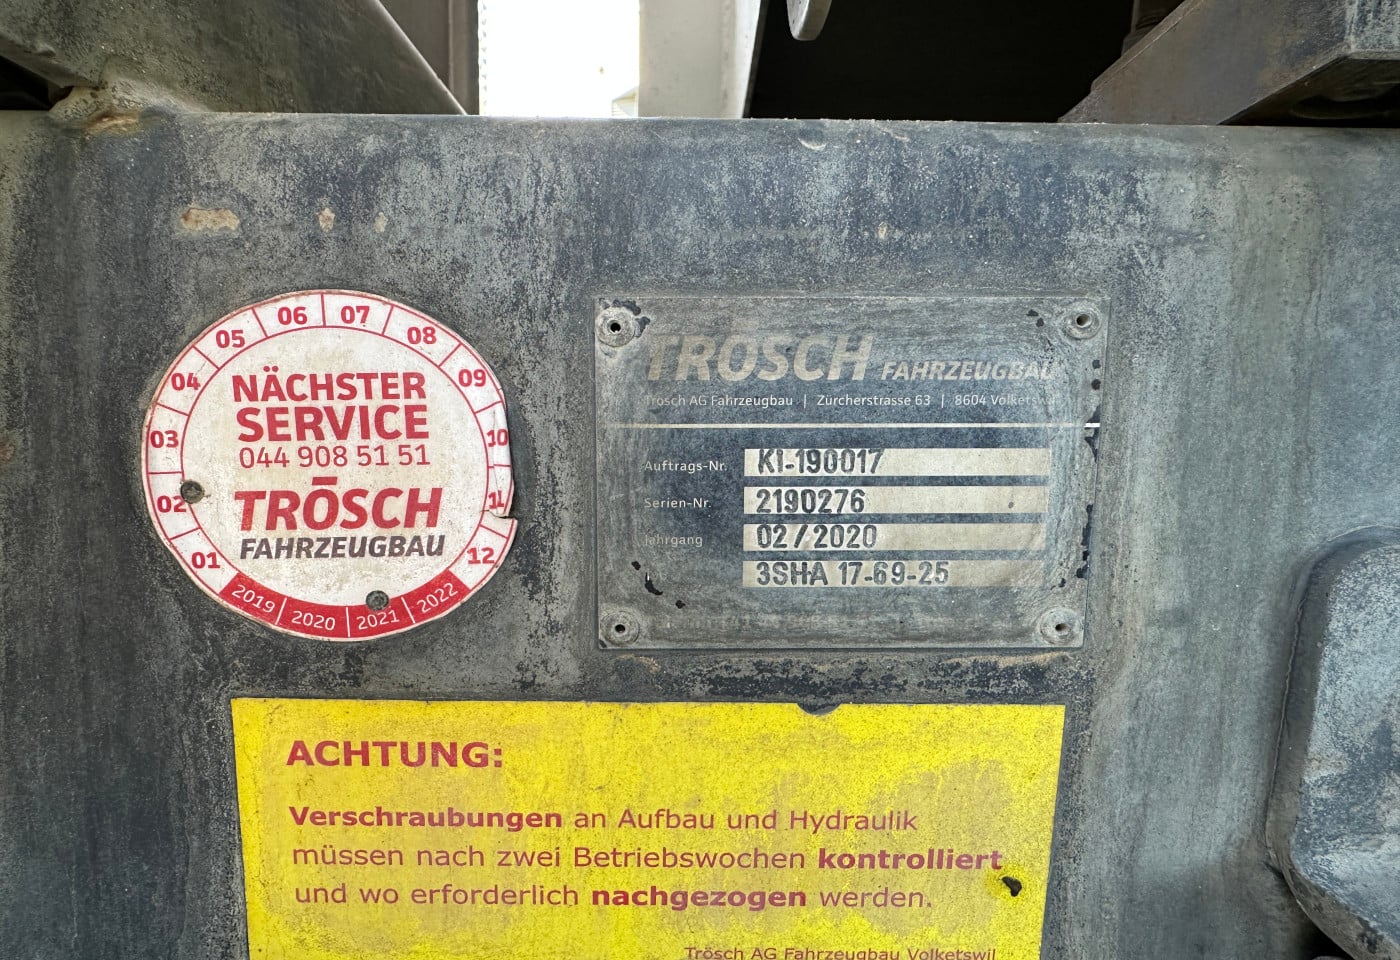 01
02
03
04
05
06
07
08
09
10
11
12
NÄCHSTER
SERVICE
044 908 51 51
TRŌSCH
FAHRZEUGBAU
2019 | 2020 | 2021 | 2022
TRÖSCH FAHRZEUGBAU
Trösch AG Fahrzeugbau | Zürcherstrasse 63 | 8604 Volketswil
Auftrags-Nr. KI-190017
Serien-Nr. 2190276
Jahrgang 02/2020
3SHA 17-69-25
ACHTUNG:
Verschraubungen an Aufbau und Hydraulik
müssen nach zwei Betriebswochen kontrolliert
und wo erforderlich nachgezogen werden.
Trösch AG Fahrzeugbau Volketswil